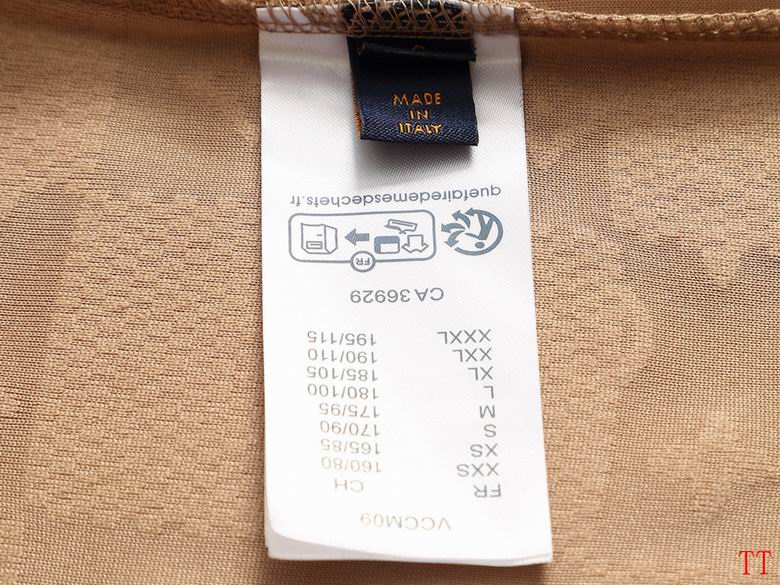 MADE
IN
ITALY
VCCM09
FR CH
XXS 160/80
XS 165/85
S 170/90
M 175/95
L 180/100
XL 185/105
XXL 190/110
XXXL 195/115
CA 36929
FR
quefairedemesdechets.fr
TT